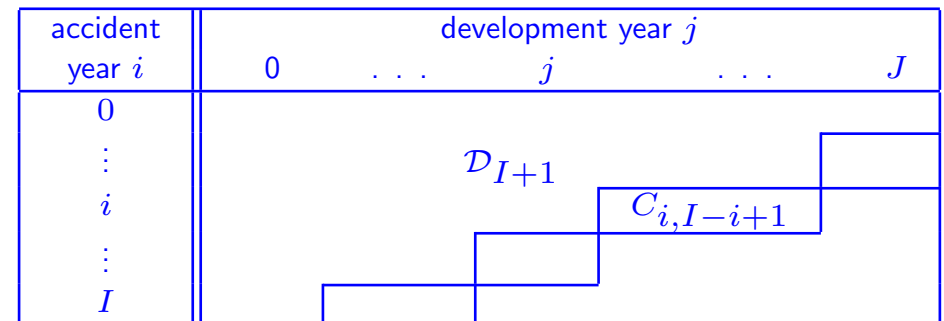 accident development year j
year i 0 . . . j . . . J
0
⋮ 𝒟_{I+1}
i C_{i,I−i+1}
⋮
I